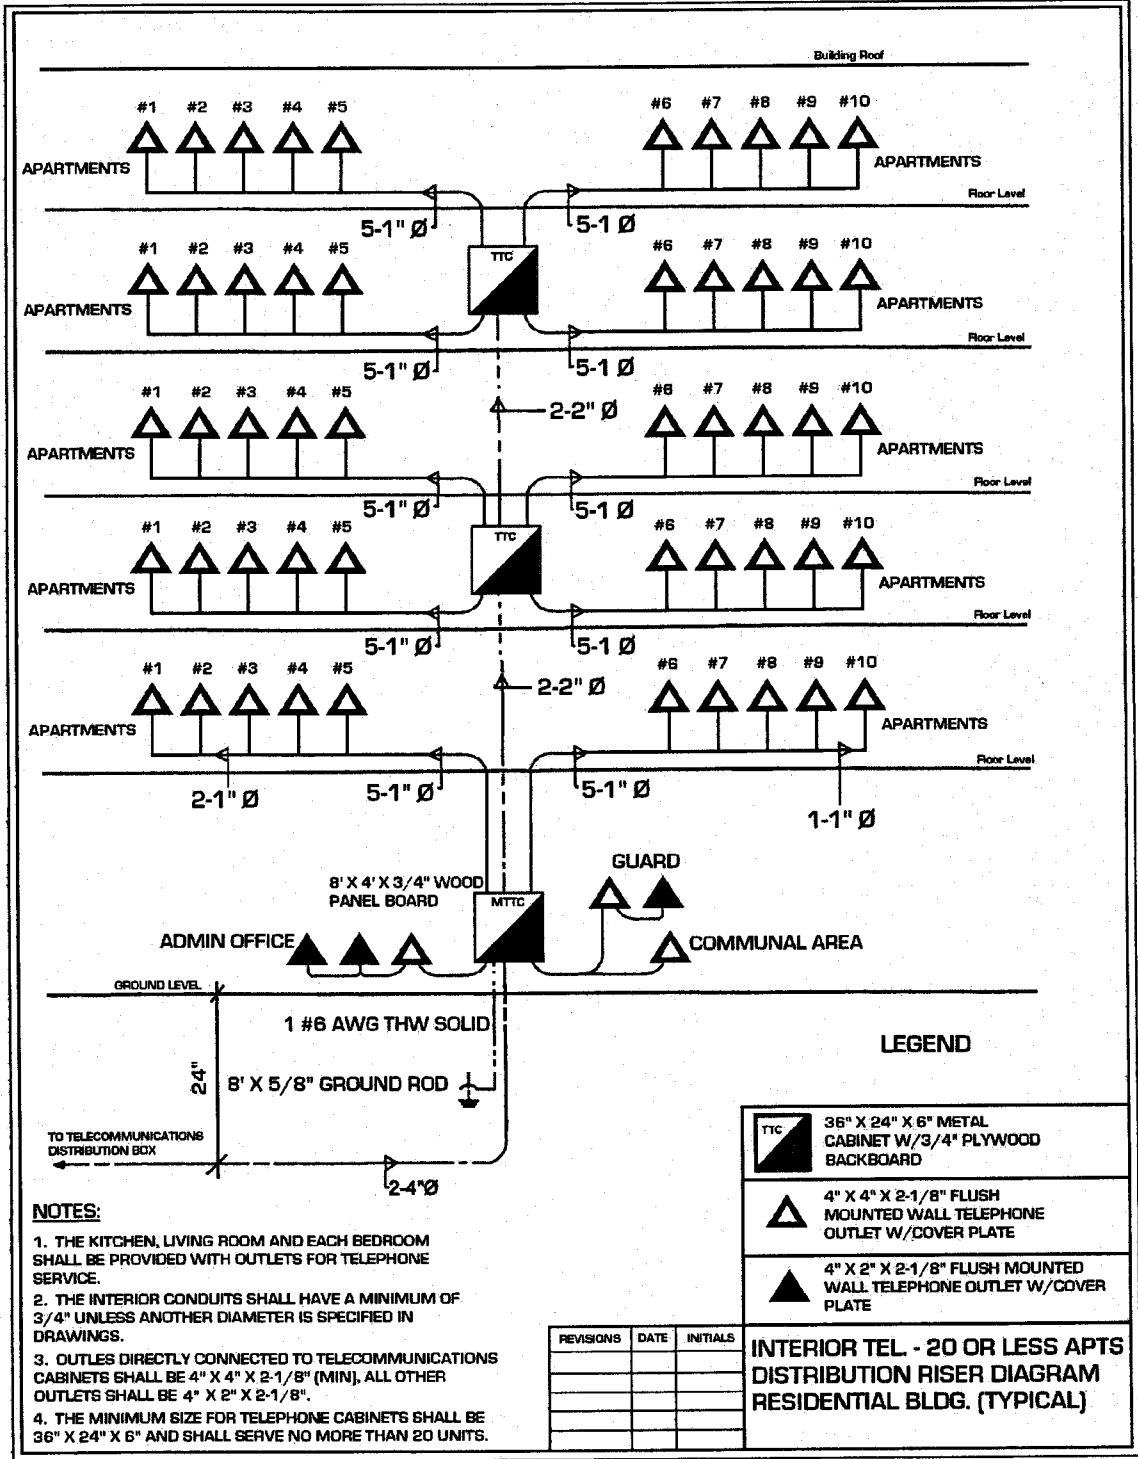 Building Roof
#1 #2 #3 #4 #5 #6 #7 #8 #9 #10
APARTMENTS APARTMENTS
Floor Level
5-1" Ø 5-1 Ø
#1 #2 #3 #4 #5 TTC #6 #7 #8 #9 #10
APARTMENTS APARTMENTS
Floor Level
5-1" Ø 5-1 Ø
#1 #2 #3 #4 #5 2-2" Ø #6 #7 #8 #9 #10
APARTMENTS APARTMENTS
Floor Level
5-1" Ø 5-1 Ø
#1 #2 #3 #4 #5 TTC #6 #7 #8 #9 #10
APARTMENTS APARTMENTS
Floor Level
5-1" Ø 5-1 Ø
#1 #2 #3 #4 #5 2-2" Ø #6 #7 #8 #9 #10
APARTMENTS APARTMENTS
Floor Level
2-1" Ø 5-1" Ø 5-1" Ø 1-1" Ø
GUARD
8' X 4' X 3/4" WOOD
PANEL BOARD
MTTC
ADMIN OFFICE COMMUNAL AREA
GROUND LEVEL
1 #6 AWG THW SOLID
24"
8' X 5/8" GROUND ROD
TO TELECOMMUNICATIONS
DISTRIBUTION BOX
2-4"Ø
LEGEND
TTC
36" X 24" X 6" METAL
CABINET W/3/4" PLYWOOD
BACKBOARD
4" X 4" X 2-1/8" FLUSH
MOUNTED WALL TELEPHONE
OUTLET W/COVER PLATE
4" X 2" X 2-1/8" FLUSH MOUNTED
WALL TELEPHONE OUTLET W/COVER
PLATE
NOTES:
1. THE KITCHEN, LIVING ROOM AND EACH BEDROOM
SHALL BE PROVIDED WITH OUTLETS FOR TELEPHONE
SERVICE.
2. THE INTERIOR CONDUITS SHALL HAVE A MINIMUM OF
3/4" UNLESS ANOTHER DIAMETER IS SPECIFIED IN
DRAWINGS.
3. OUTLES DIRECTLY CONNECTED TO TELECOMMUNICATIONS
CABINETS SHALL BE 4" X 4" X 2-1/8" (MIN), ALL OTHER
OUTLETS SHALL BE 4" X 2" X 2-1/8".
4. THE MINIMUM SIZE FOR TELEPHONE CABINETS SHALL BE
36" X 24" X 6" AND SHALL SERVE NO MORE THAN 20 UNITS.
REVISIONS DATE INITIALS
INTERIOR TEL. - 20 OR LESS APTS
DISTRIBUTION RISER DIAGRAM
RESIDENTIAL BLDG. (TYPICAL)